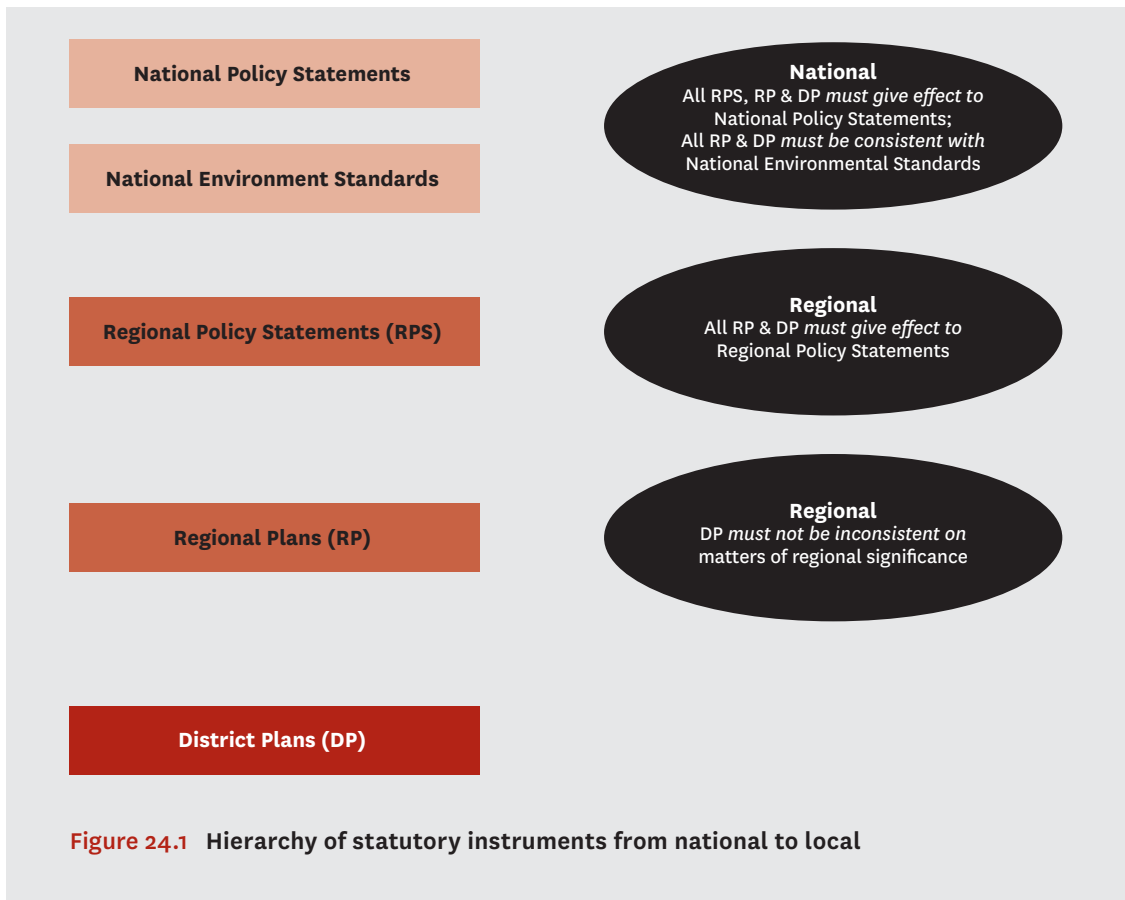 National Policy Statements
National Environment Standards
National
All RPS, RP & DP must give effect to
National Policy Statements;
All RP & DP must be consistent with
National Environmental Standards
Regional Policy Statements (RPS)
Regional
All RP & DP must give effect to
Regional Policy Statements
Regional Plans (RP)
Regional
DP must not be inconsistent on
matters of regional significance
District Plans (DP)
Figure 24.1 Hierarchy of statutory instruments from national to local